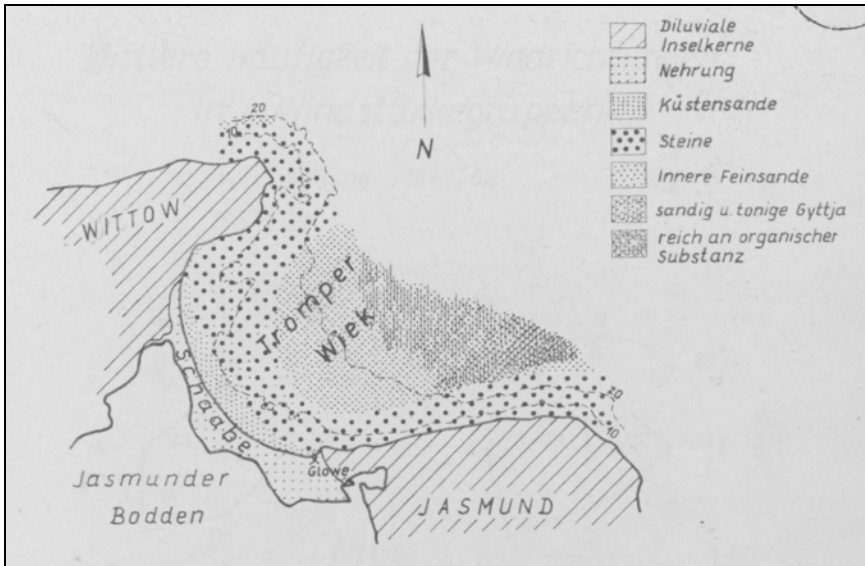 Diluviale
Inselkerne
Nehrung
Küstensande
Steine
Innere Feinsande
sandig u. tonige Gyttja
reich an organischer
Substanz
N
20
10
WITTOW
Tromper
Wiek
Schaabe
20
10
Glowe
Jasmunder
Bodden
JASMUND